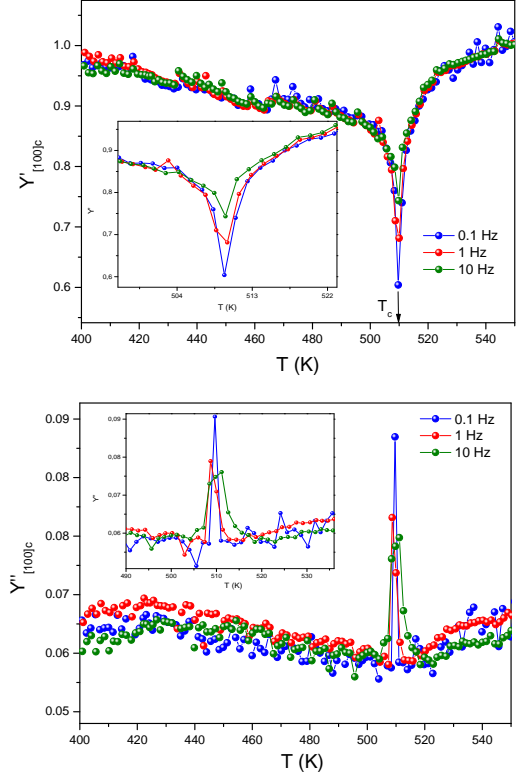 1.0
0.9
0.8
0.7
0.6
Y'[100]c
0,9
0,8
0,7
0,6
Y'
504 513 522
T (K)
0.1 Hz
1 Hz
10 Hz
Tc
400 420 440 460 480 500 520 540
T (K)
0.09
0.08
0.07
0.06
0.05
Y''[100]c
0,09
0,08
0,07
0,06
490 500 510 520 530
T (K)
0.1 Hz
1 Hz
10 Hz
400 420 440 460 480 500 520 540
T (K)